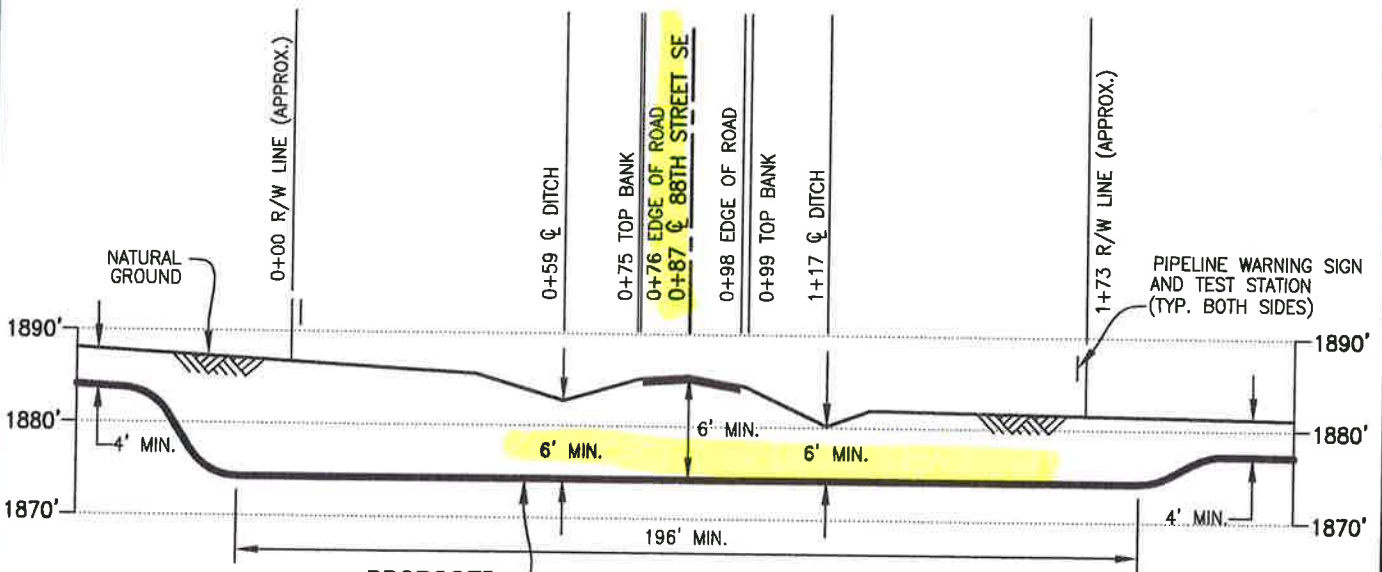 0+00 R/W LINE (APPROX.)
0+59 ℄ DITCH
0+75 TOP BANK
0+76 EDGE OF ROAD
0+87 ℄ 88TH STREET SE
0+98 EDGE OF ROAD
0+99 TOP BANK
1+17 ℄ DITCH
1+73 R/W LINE (APPROX.)
NATURAL
GROUND
PIPELINE WARNING SIGN
AND TEST STATION
(TYP. BOTH SIDES)
1890'
1890'
1880'
1880'
4' MIN.
6' MIN.
6' MIN.
6' MIN.
1870'
1870'
4' MIN.
196' MIN.